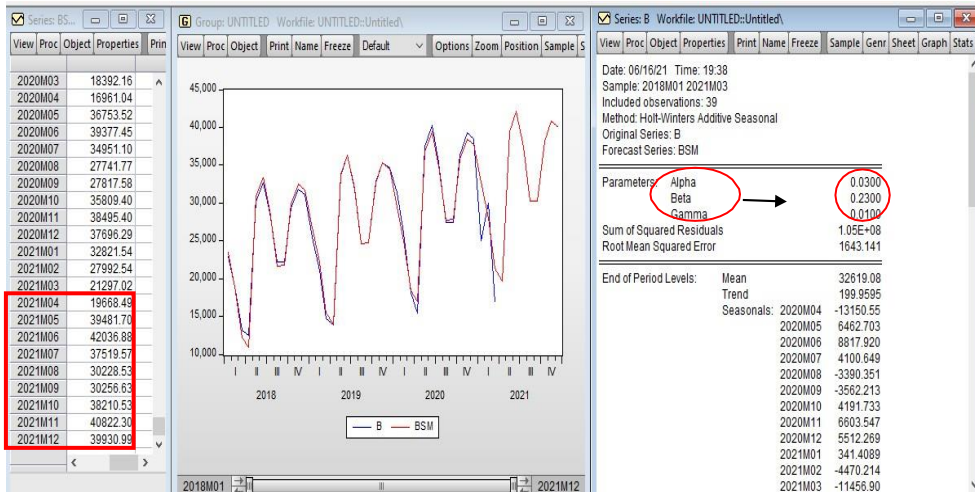 Series: BS...
View Proc Object Properties Prin
2020M03 18392.16
2020M04 16961.04
2020M05 36753.52
2020M06 39377.45
2020M07 34951.10
2020M08 27741.77
2020M09 27817.58
2020M10 35809.40
2020M11 38495.40
2020M12 37696.29
2021M01 32821.54
2021M02 27992.54
2021M03 21297.02
2021M04 19668.49
2021M05 39481.70
2021M06 42036.88
2021M07 37519.57
2021M08 30228.53
2021M09 30256.63
2021M10 38210.53
2021M11 40822.30
2021M12 39930.99
G Group: UNTITLED Workfile: UNTITLED::Untitled\
View Proc Object Print Name Freeze Default Options Zoom Position Sample S
45,000
40,000
35,000
30,000
25,000
20,000
15,000
10,000
I II III IV I II III IV I II III IV I II III IV
2018 2019 2020 2021
B BSM
2018M01 2021M12
Series: B Workfile: UNTITLED::Untitled\
View Proc Object Properties Print Name Freeze Sample Genr Sheet Graph Stats
Date: 06/16/21 Time: 19:38
Sample: 2018M01 2021M03
Included observations: 39
Method: Holt-Winters Additive Seasonal
Original Series: B
Forecast Series: BSM
Parameters: Alpha 0.0300
Beta 0.2300
Gamma 0.0100
Sum of Squared Residuals 1.05E+08
Root Mean Squared Error 1643.141
End of Period Levels: Mean 32619.08
Trend 199.9595
Seasonals: 2020M04 -13150.55
2020M05 6462.703
2020M06 8817.920
2020M07 4100.649
2020M08 -3390.351
2020M09 -3562.213
2020M10 4191.733
2020M11 6603.547
2020M12 5512.269
2021M01 341.4089
2021M02 -4470.214
2021M03 -11456.90